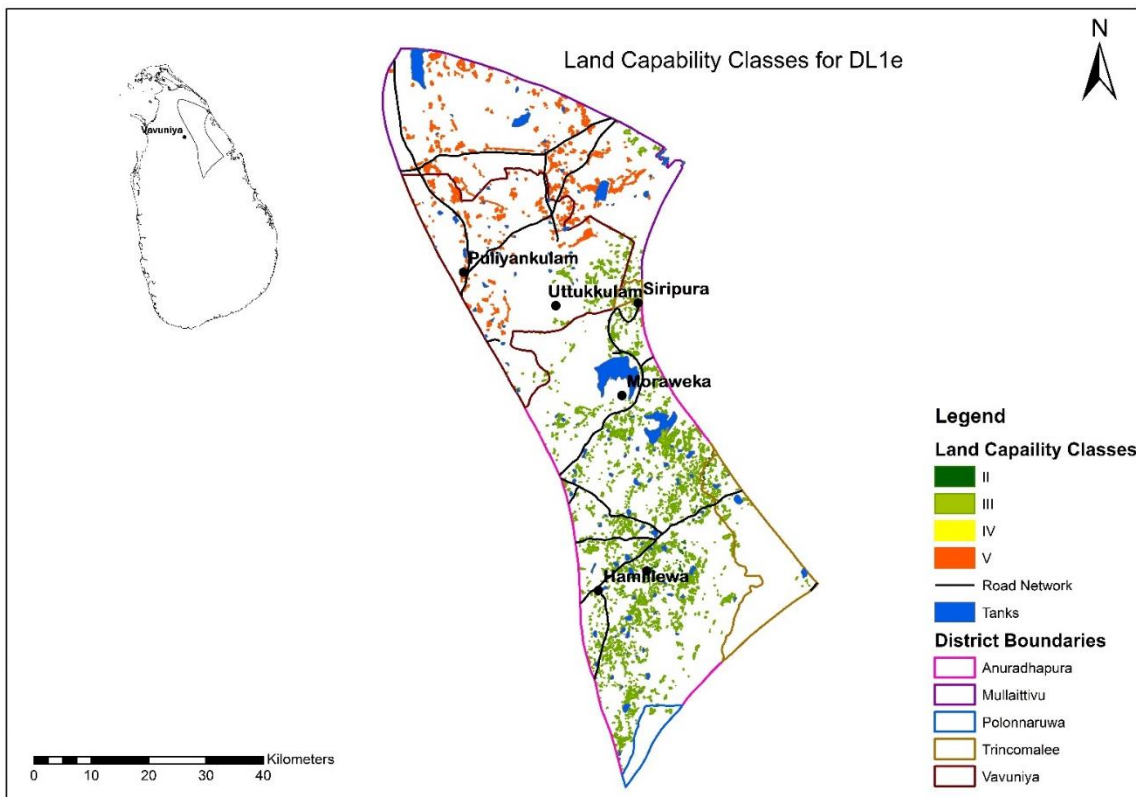 Land Capability Classes for DL1e
N
Vavuniya
Puliyankulam
Uttukkulam
Siripura
Moraweka
Hamillewa
Legend
Land Capaility Classes
II
III
IV
V
Road Network
Tanks
District Boundaries
Anuradhapura
Mullaittivu
Polonnaruwa
Trincomalee
Vavuniya
Kilometers
0 5 10 20 30 40